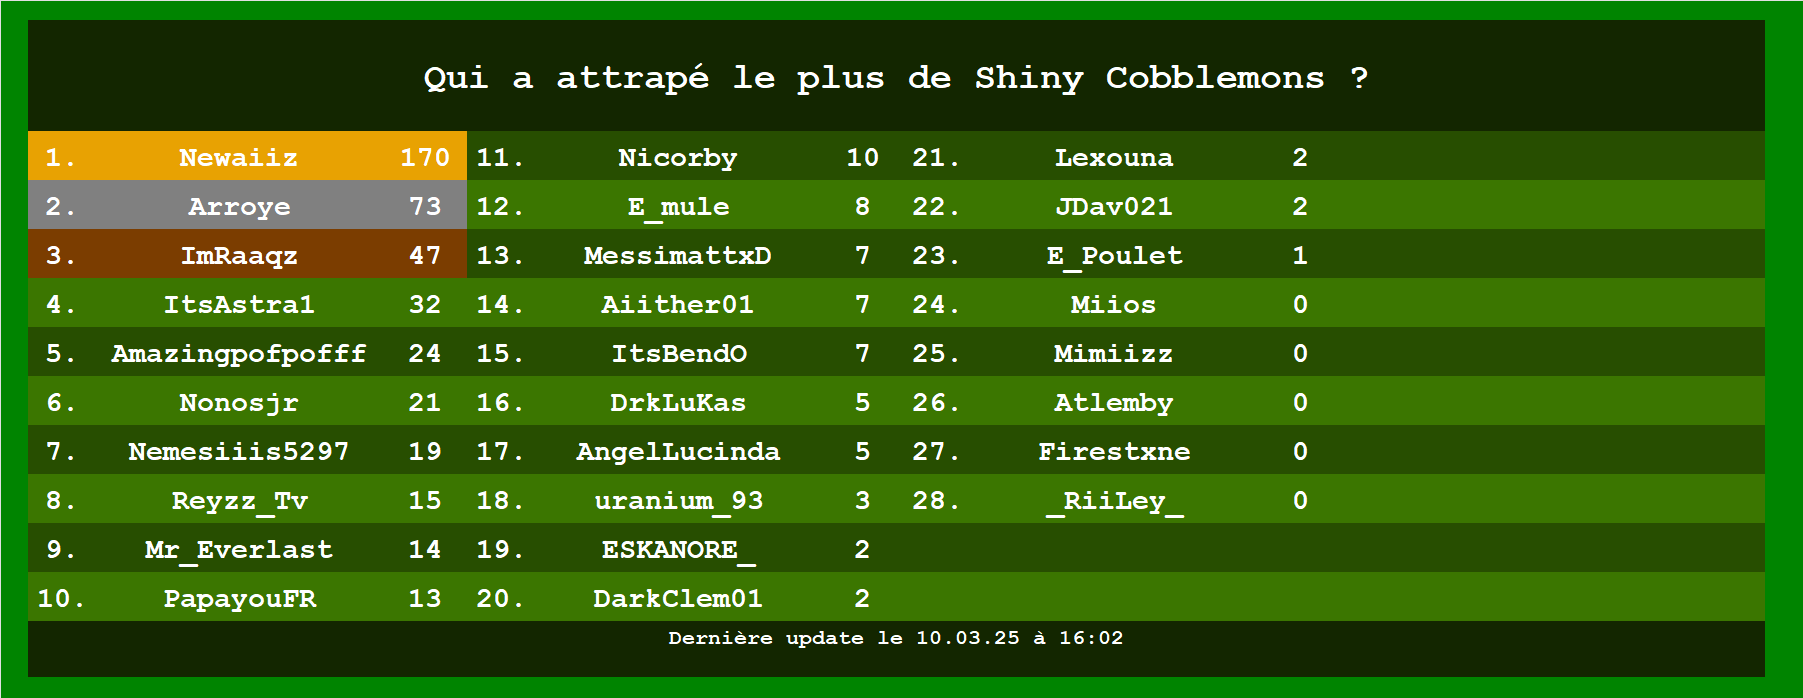 Qui a attrapé le plus de Shiny Cobblemons ?
1. Newaiiz 170 11. Nicorby 10 21. Lexouna 2
2. Arroye 73 12. E_mule 8 22. JDav021 2
3. ImRaaqz 47 13. MessimattxD 7 23. E_Poulet 1
4. ItsAstra1 32 14. Aiither01 7 24. Miios 0
5. Amazingpofpofff 24 15. ItsBendO 7 25. Mimiizz 0
6. Nonosjr 21 16. DrkLuKas 5 26. Atlemby 0
7. Nemesiiis5297 19 17. AngelLucinda 5 27. Firestxne 0
8. Reyzz_Tv 15 18. uranium_93 3 28. _RiiLey_ 0
9. Mr_Everlast 14 19. ESKANORE_ 2
10. PapayouFR 13 20. DarkClem01 2
Dernière update le 10.03.25 à 16:02